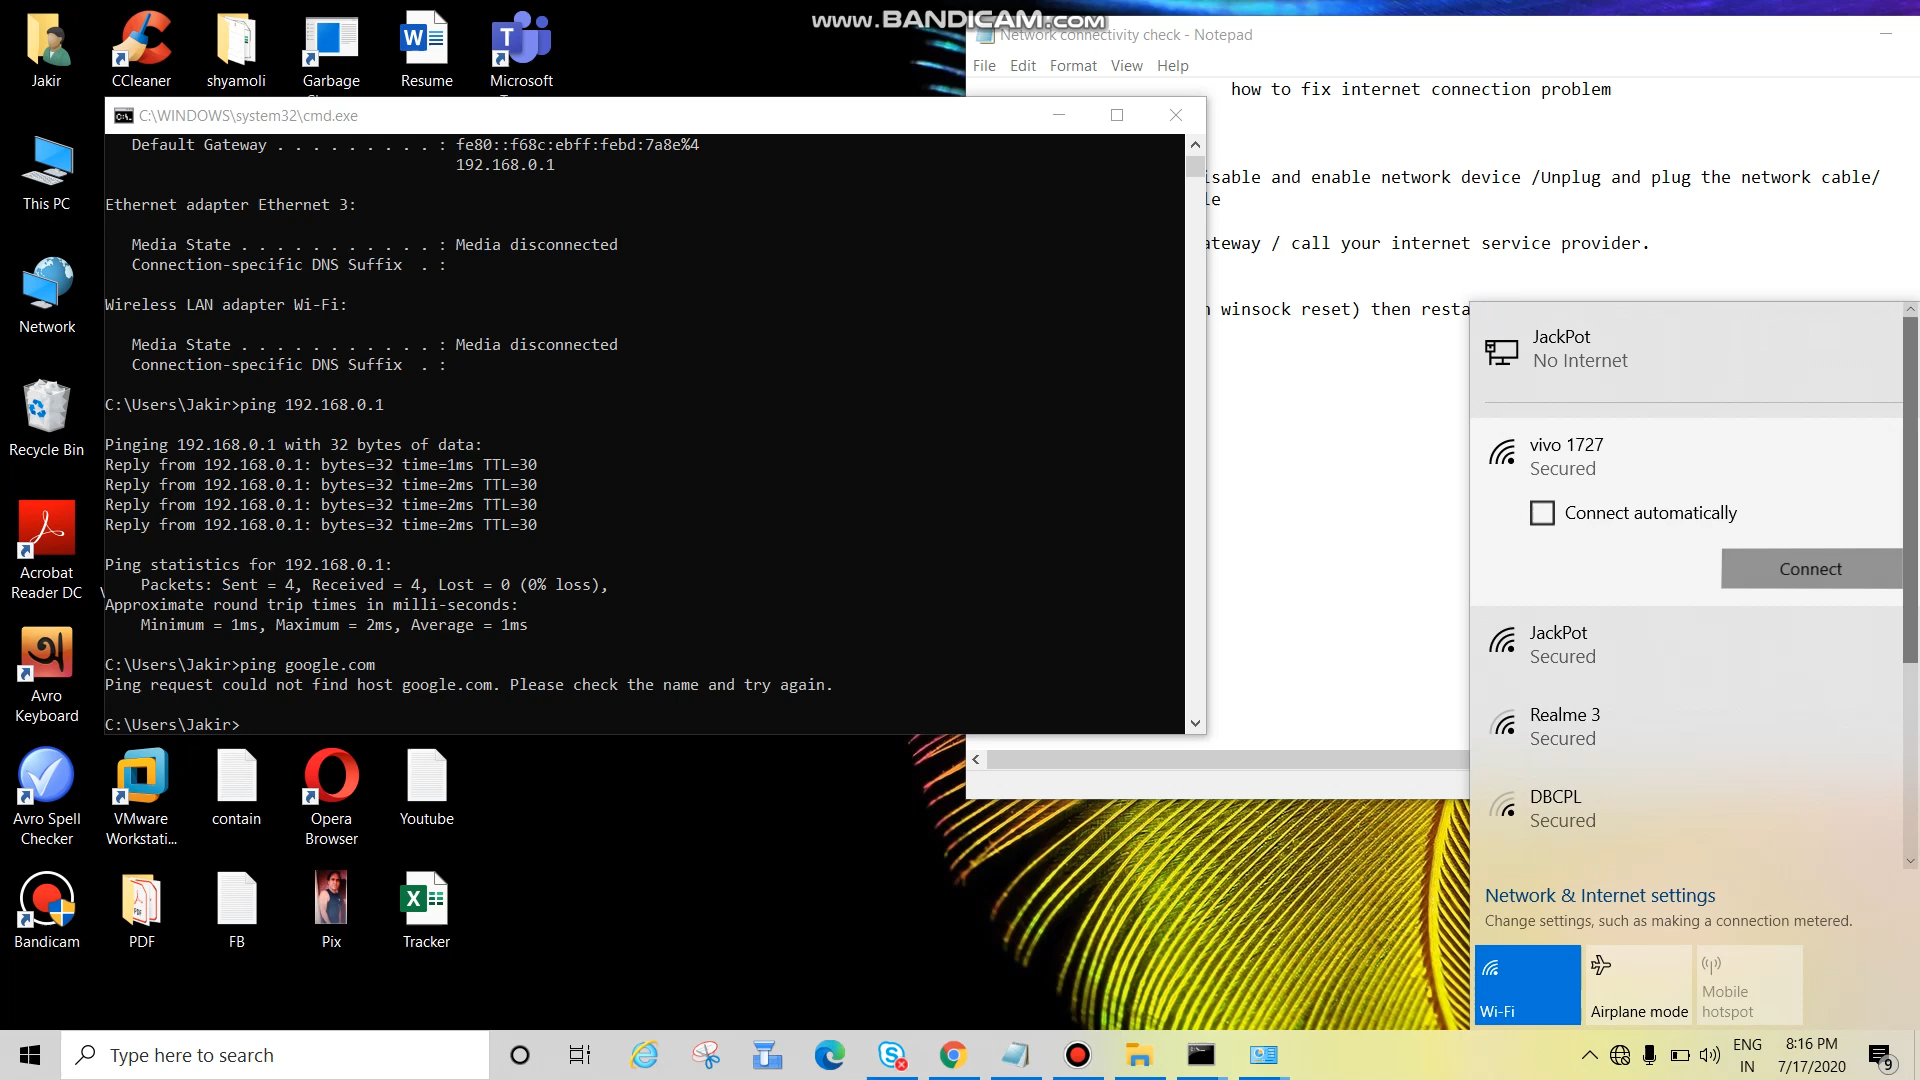 www.BANDICAM.com
Jakir
CCleaner
shyamoli
Garbage
Resume
Microsoft
This PC
Network
Recycle Bin
Acrobat
Reader DC
Avro
Keyboard
Avro Spell
Checker
VMware
Workstati...
contain
Opera
Browser
Youtube
Bandicam
PDF
FB
Pix
Tracker
C:\WINDOWS\system32\cmd.exe
Default Gateway . . . . . . . . . : fe80::f68c:ebff:febd:7a8e%4
192.168.0.1
Ethernet adapter Ethernet 3:
Media State . . . . . . . . . . . : Media disconnected
Connection-specific DNS Suffix  . :
Wireless LAN adapter Wi-Fi:
Media State . . . . . . . . . . . : Media disconnected
Connection-specific DNS Suffix  . :
C:\Users\Jakir>ping 192.168.0.1
Pinging 192.168.0.1 with 32 bytes of data:
Reply from 192.168.0.1: bytes=32 time=1ms TTL=30
Reply from 192.168.0.1: bytes=32 time=2ms TTL=30
Reply from 192.168.0.1: bytes=32 time=2ms TTL=30
Reply from 192.168.0.1: bytes=32 time=2ms TTL=30
Ping statistics for 192.168.0.1:
Packets: Sent = 4, Received = 4, Lost = 0 (0% loss),
Approximate round trip times in milli-seconds:
Minimum = 1ms, Maximum = 2ms, Average = 1ms
C:\Users\Jakir>ping google.com
Ping request could not find host google.com. Please check the name and try again.
C:\Users\Jakir>
Network connectivity check - Notepad
File Edit Format View Help
how to fix internet connection problem
isable and enable network device /Unplug and plug the network cable/
le
ateway / call your internet service provider.
winsock reset) then resta
JackPot
No Internet
vivo 1727
Secured
Connect automatically
Connect
JackPot
Secured
Realme 3
Secured
DBCPL
Secured
Network & Internet settings
Change settings, such as making a connection metered.
Wi-Fi
Airplane mode
Mobile
hotspot
Type here to search
ENG
IN
8:16 PM
7/17/2020
9